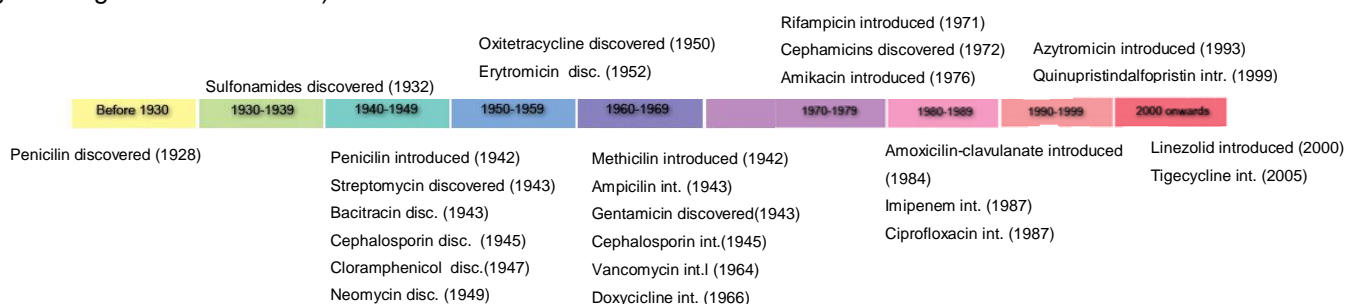 Rifampicin introduced (1971)
Oxitetracycline discovered (1950)
Cephamicins discovered (1972)
Azytromicin introduced (1993)
Erytromicin disc. (1952)
Sulfonamides discovered (1932)
Amikacin introduced (1976)
Quinupristindalfopristin intr. (1999)
Before 1930
1930-1939
1940-1949
1950-1959
1960-1969
1970-1979
1980-1989
1990-1999
2000 onwards
Penicilin discovered (1928)
Penicilin introduced (1942)
Streptomycin discovered (1943)
Bacitracin disc. (1943)
Cephalosporin disc. (1945)
Cloramphenicol disc.(1947)
Neomycin disc. (1949)
Methicilin introduced (1942)
Ampicilin int. (1943)
Gentamicin discovered(1943)
Cephalosporin int.(1945)
Vancomycin int.l (1964)
Doxycicline int. (1966)
Amoxicilin-clavulanate introduced
(1984)
Imipenem int. (1987)
Ciprofloxacin int. (1987)
Linezolid introduced (2000)
Tigecycline int. (2005)